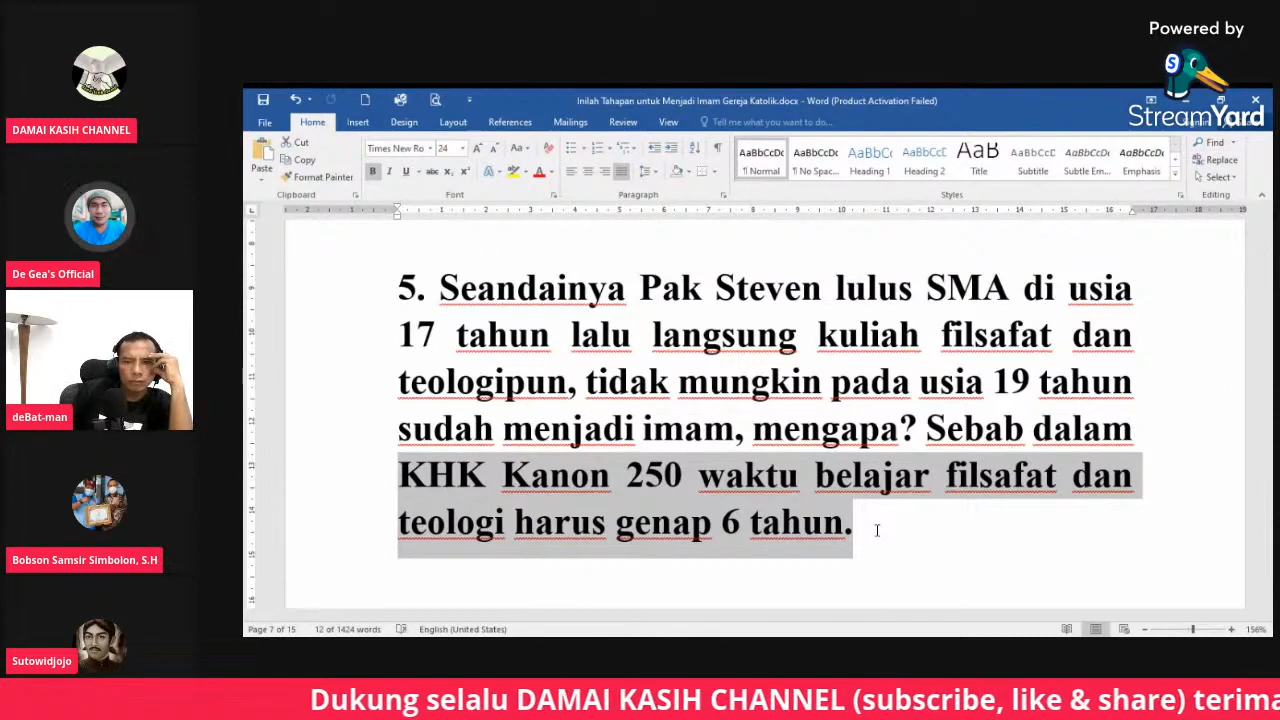 Powered by
S
StreamYard
DAMAI KASIH CHANNEL
De Gea's Official
deBat-man
Bobson Samsir Simbolon, S.H
Sutowidjojo
Inilah Tahapan untuk Menjadi Imam Gereja Katolik.docx - Word (Product Activation Failed)
File Home Insert Design Layout References Mailings Review View Tell me what you want to do...
Paste
Cut
Copy
Format Painter
Clipboard
Times New Ro 24
B I U abc x₂ x²
Font
Paragraph
AaBbCcDc AaBbCcDc AaBbCc AaBbCcD AaB AaBbCcD AaBbCcDc AaBbCcDc
¶ Normal ¶ No Spac... Heading 1 Heading 2 Title Subtitle Subtle Em... Emphasis
Styles
Find
Replace
Select
Editing
5. Seandainya Pak Steven lulus SMA di usia
17 tahun lalu langsung kuliah filsafat dan
teologipun, tidak mungkin pada usia 19 tahun
sudah menjadi imam, mengapa? Sebab dalam
KHK Kanon 250 waktu belajar filsafat dan
teologi harus genap 6 tahun.
Page 7 of 15 12 of 1424 words English (United States) 156%
Dukung selalu DAMAI KASIH CHANNEL (subscribe, like & share) terima